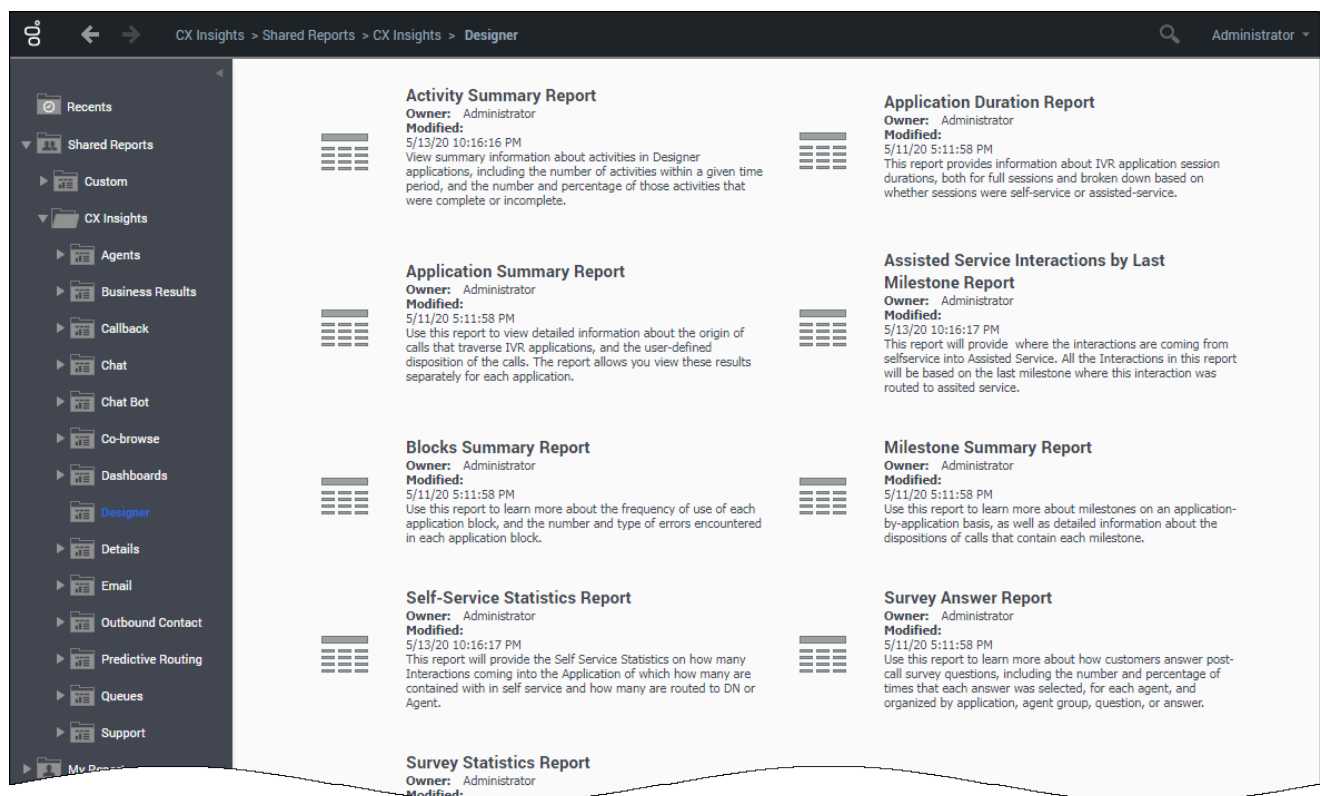 CX Insights > Shared Reports > CX Insights > Designer
Administrator
Recents
Shared Reports
Custom
CX Insights
Agents
Business Results
Callback
Chat
Chat Bot
Co-browse
Dashboards
Designer
Details
Email
Outbound Contact
Predictive Routing
Queues
Support
Activity Summary Report
Owner: Administrator
Modified:
5/13/20 10:16:16 PM
View summary information about activities in Designer
applications, including the number of activities within a given time
period, and the number and percentage of those activities that
were complete or incomplete.
Application Duration Report
Owner: Administrator
Modified:
5/11/20 5:11:58 PM
This report provides information about IVR application session
durations, both for full sessions and broken down based on
whether sessions were self-service or assisted-service.
Application Summary Report
Owner: Administrator
Modified:
5/11/20 5:11:58 PM
Use this report to view detailed information about the origin of
calls that traverse IVR applications, and the user-defined
disposition of the calls. The report allows you view these results
separately for each application.
Assisted Service Interactions by Last
Milestone Report
Owner: Administrator
Modified:
5/13/20 10:16:17 PM
This report will provide where the interactions are coming from
selfservice into Assisted Service. All the Interactions in this report
will be based on the last milestone where this interaction was
routed to assited service.
Blocks Summary Report
Owner: Administrator
Modified:
5/11/20 5:11:58 PM
Use this report to learn more about the frequency of use of each
application block, and the number and type of errors encountered
in each application block.
Milestone Summary Report
Owner: Administrator
Modified:
5/11/20 5:11:58 PM
Use this report to learn more about milestones on an application-
by-application basis, as well as detailed information about the
dispositions of calls that contain each milestone.
Self-Service Statistics Report
Owner: Administrator
Modified:
5/13/20 10:16:17 PM
This report will provide the Self Service Statistics on how many
Interactions coming into the Application of which how many are
contained with in self service and how many are routed to DN or
Agent.
Survey Answer Report
Owner: Administrator
Modified:
5/11/20 5:11:58 PM
Use this report to learn more about how customers answer post-
call survey questions, including the number and percentage of
times that each answer was selected, for each agent, and
organized by application, agent group, question, or answer.
Survey Statistics Report
Owner: Administrator
Modified: